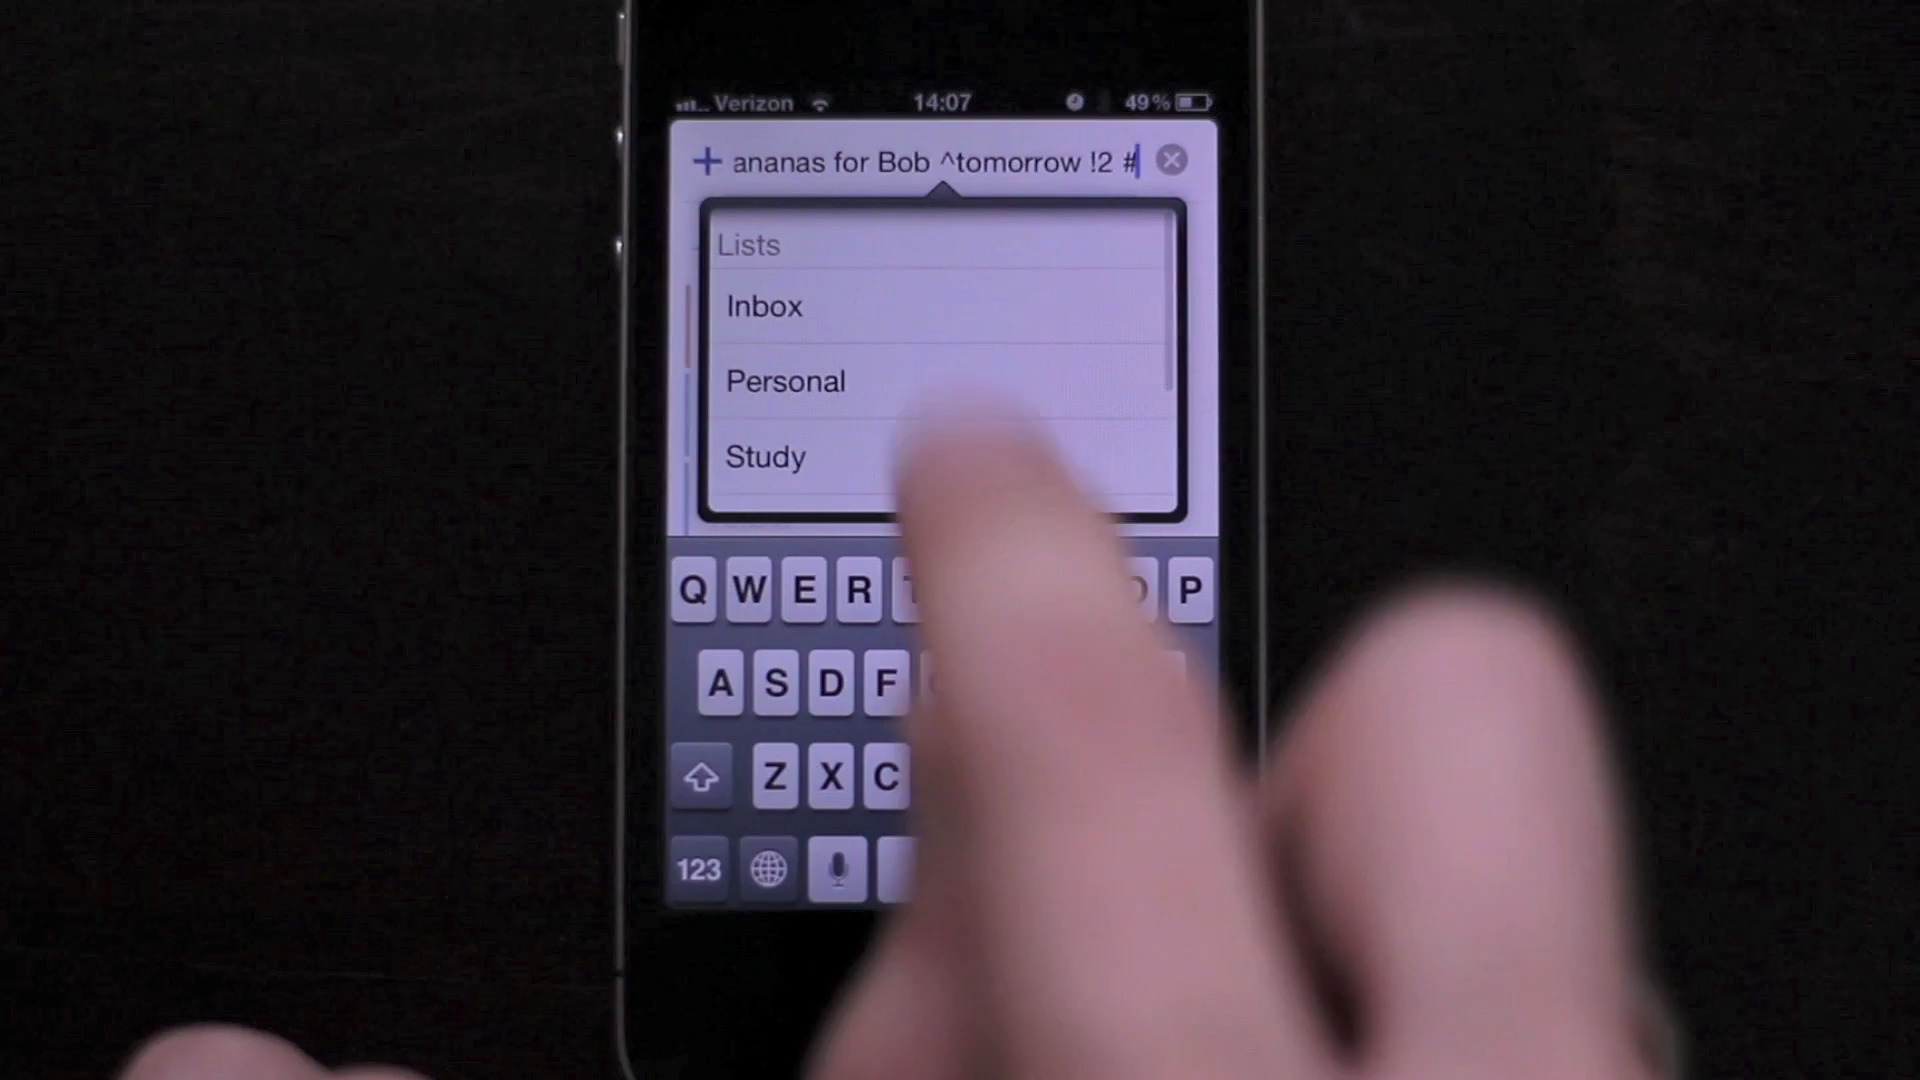 Verizon 14:07 49%
+ ananas for Bob ^tomorrow !2 #
Lists
Inbox
Personal
Study
Q W E R P
A S D F
Z X C
123